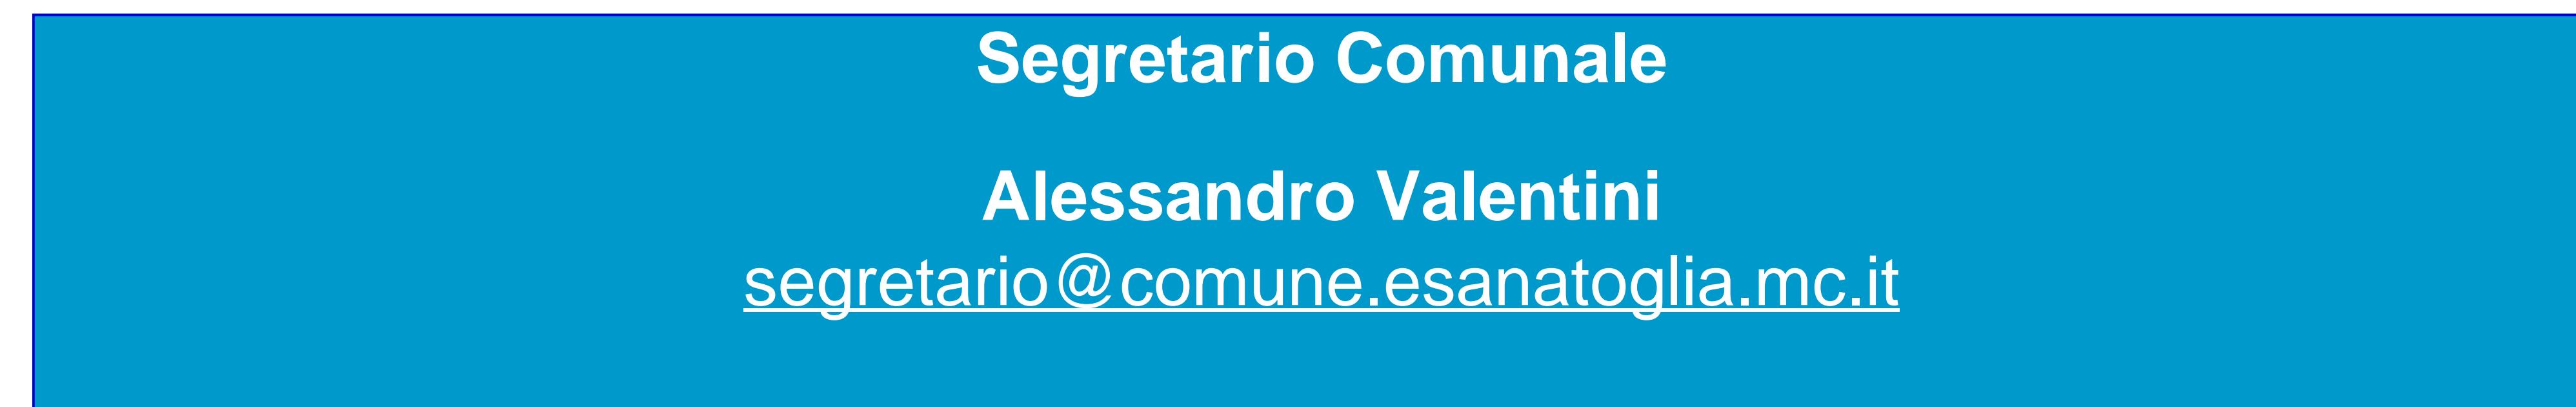 Segretario Comunale
Alessandro Valentini
segretario@comune.esanatoglia.mc.it